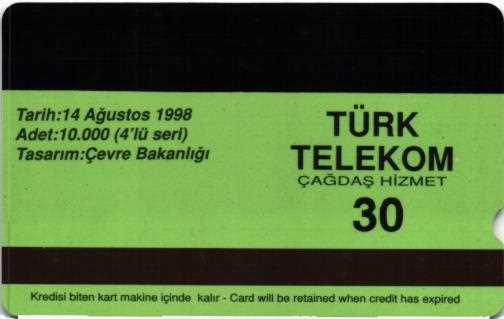 Tarih:14 Ağustos 1998
Adet:10.000 (4'lü seri)
Tasarım:Çevre Bakanlığı
TÜRK
TELEKOM
ÇAĞDAŞ HİZMET
30
Kredisi biten kart makine içinde kalır - Card will be retained when credit has expired